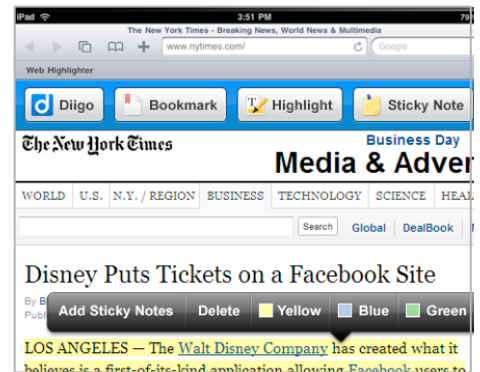 iPad 3:51 PM 79
The New York Times - Breaking News, World News & Multimedia
www.nytimes.com/ Google
Web Highlighter
d Diigo Bookmark T Highlight Sticky Note
The New York Times
Business Day
Media & Adver
WORLD U.S. N.Y. / REGION BUSINESS TECHNOLOGY SCIENCE HEAL
Search Global DealBook
Disney Puts Tickets on a Facebook Site
By B
Publ
Add Sticky Notes Delete Yellow Blue Green
LOS ANGELES — The Walt Disney Company has created what it
believes is a first-of-its-kind application allowing Facebook users to